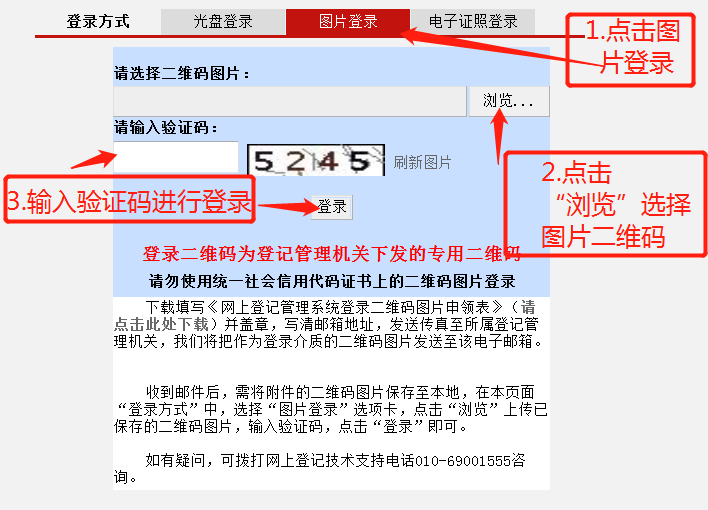 登录方式 光盘登录 图片登录 电子证照登录
1.点击图
片登录
请选择二维码图片：
浏览...
请输入验证码：
5245 刷新图片
2.点击
“浏览”选择
图片二维码
3.输入验证码进行登录
登录
登录二维码为登记管理机关下发的专用二维码
请勿使用统一社会信用代码证书上的二维码图片登录
下载填写《网上登记管理系统登录二维码图片申领表》（请
点击此处下载）并盖章，写清邮箱地址，发送传真至所属登记管
理机关，我们将把作为登录介质的二维码图片发送至该电子邮箱。
收到邮件后，需将附件的二维码图片保存至本地，在本页面
“登录方式”中，选择“图片登录”选项卡，点击“浏览”上传已
保存的二维码图片，输入验证码，点击“登录”即可。
如有疑问，可拨打网上登记技术支持电话010-69001555咨
询。